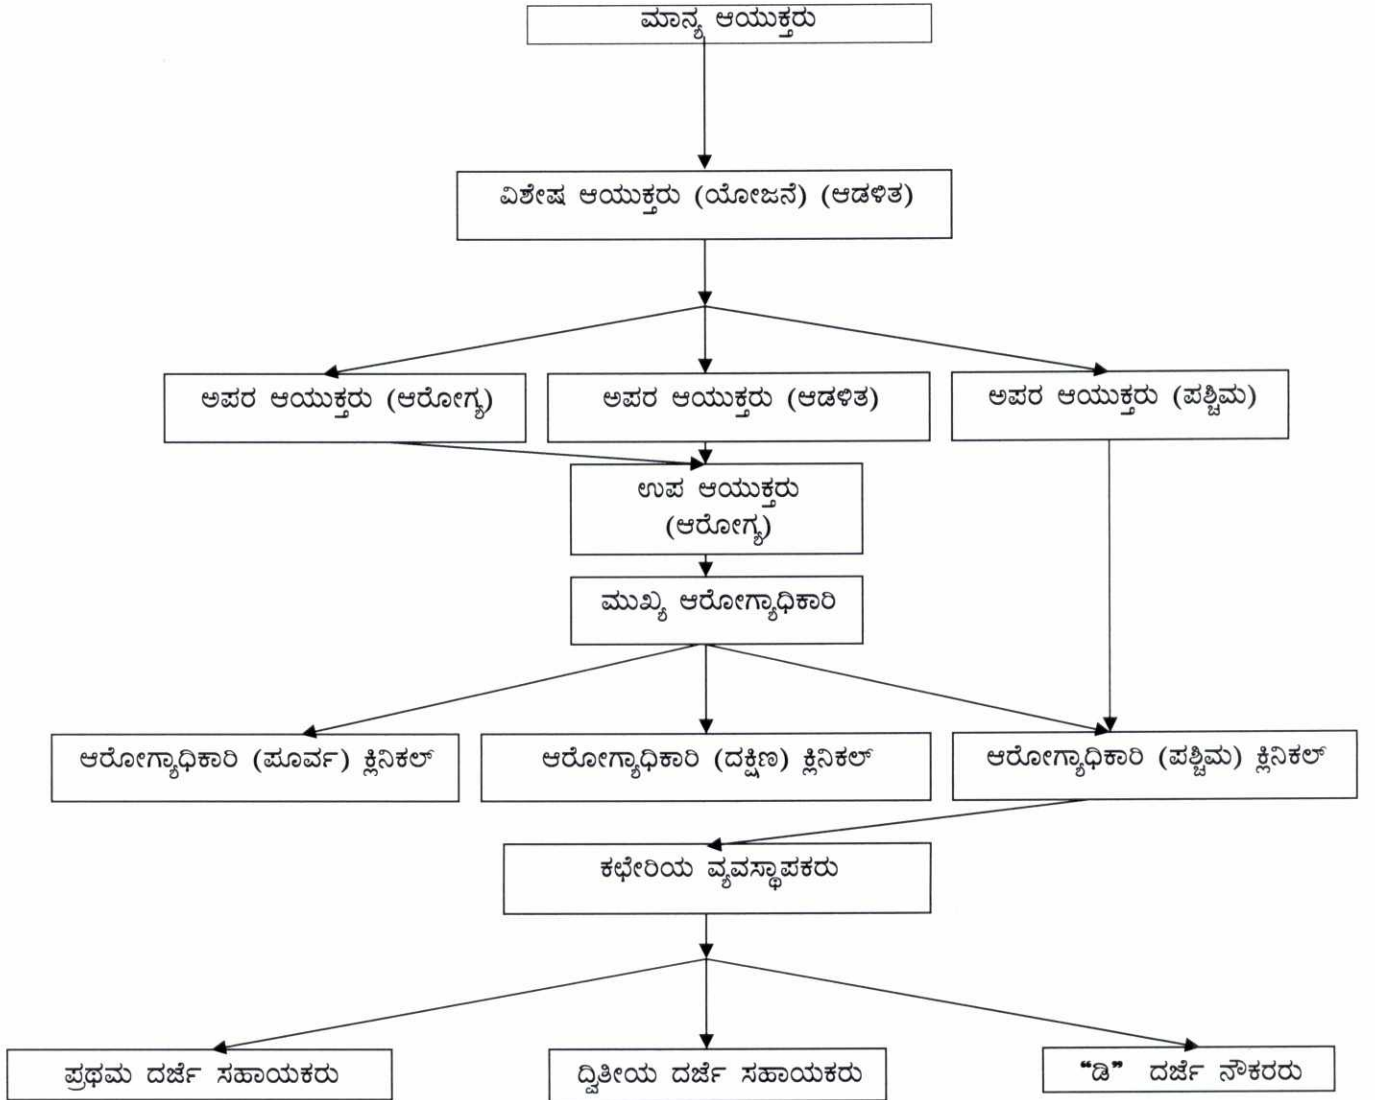 ಮಾನ್ಯ ಆಯುಕ್ತರು
ವಿಶೇಷ ಆಯುಕ್ತರು (ಯೋಜನೆ) (ಆಡಳಿತ)
ಅಪರ ಆಯುಕ್ತರು (ಆರೋಗ್ಯ)
ಅಪರ ಆಯುಕ್ತರು (ಆಡಳಿತ)
ಅಪರ ಆಯುಕ್ತರು (ಪಶ್ಚಿಮ)
ಉಪ ಆಯುಕ್ತರು
(ಆರೋಗ್ಯ)
ಮುಖ್ಯ ಆರೋಗ್ಯಾಧಿಕಾರಿ
ಆರೋಗ್ಯಾಧಿಕಾರಿ (ಪೂರ್ವ) ಕ್ಲಿನಿಕಲ್
ಆರೋಗ್ಯಾಧಿಕಾರಿ (ದಕ್ಷಿಣ) ಕ್ಲಿನಿಕಲ್
ಆರೋಗ್ಯಾಧಿಕಾರಿ (ಪಶ್ಚಿಮ) ಕ್ಲಿನಿಕಲ್
ಕಛೇರಿಯ ವ್ಯವಸ್ಥಾಪಕರು
ಪ್ರಥಮ ದರ್ಜೆ ಸಹಾಯಕರು
ದ್ವಿತೀಯ ದರ್ಜೆ ಸಹಾಯಕರು
“ಡಿ” ದರ್ಜೆ ನೌಕರರು